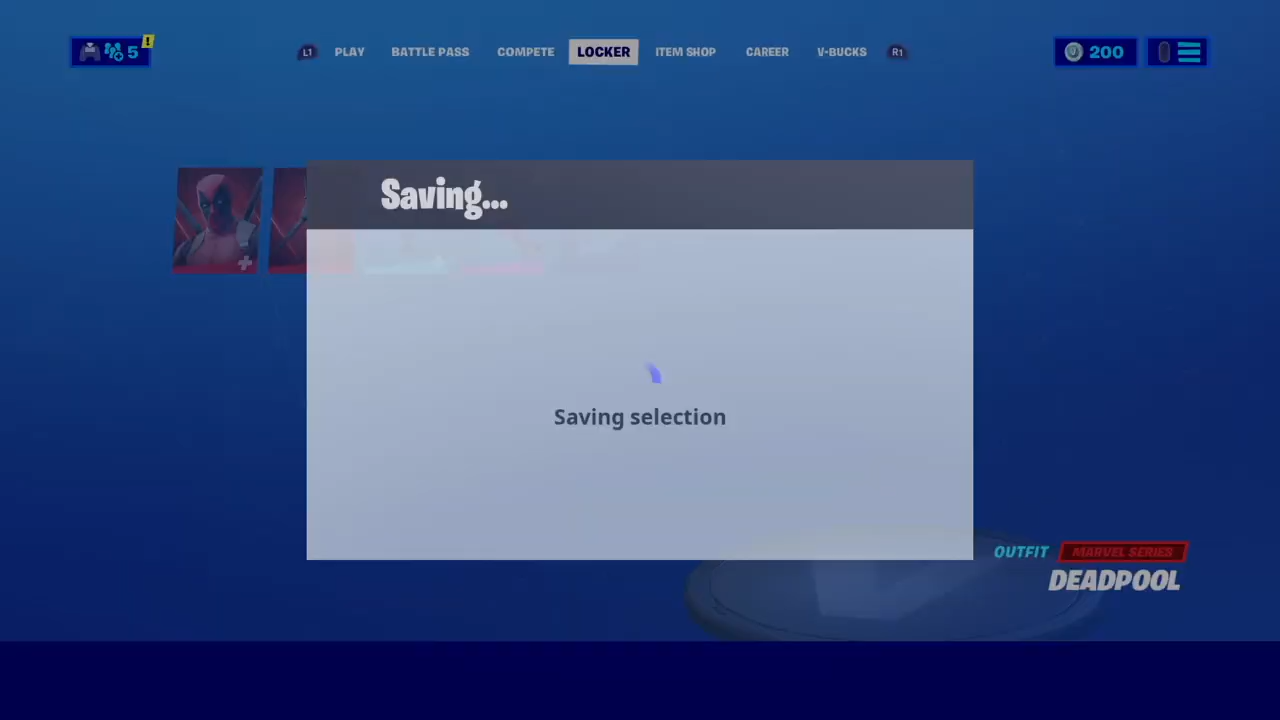 5
!
L1
PLAY
BATTLE PASS
COMPETE
LOCKER
ITEM SHOP
CAREER
V-BUCKS
R1
200
Saving...
Saving selection
OUTFIT MARVEL SERIES
DEADPOOL